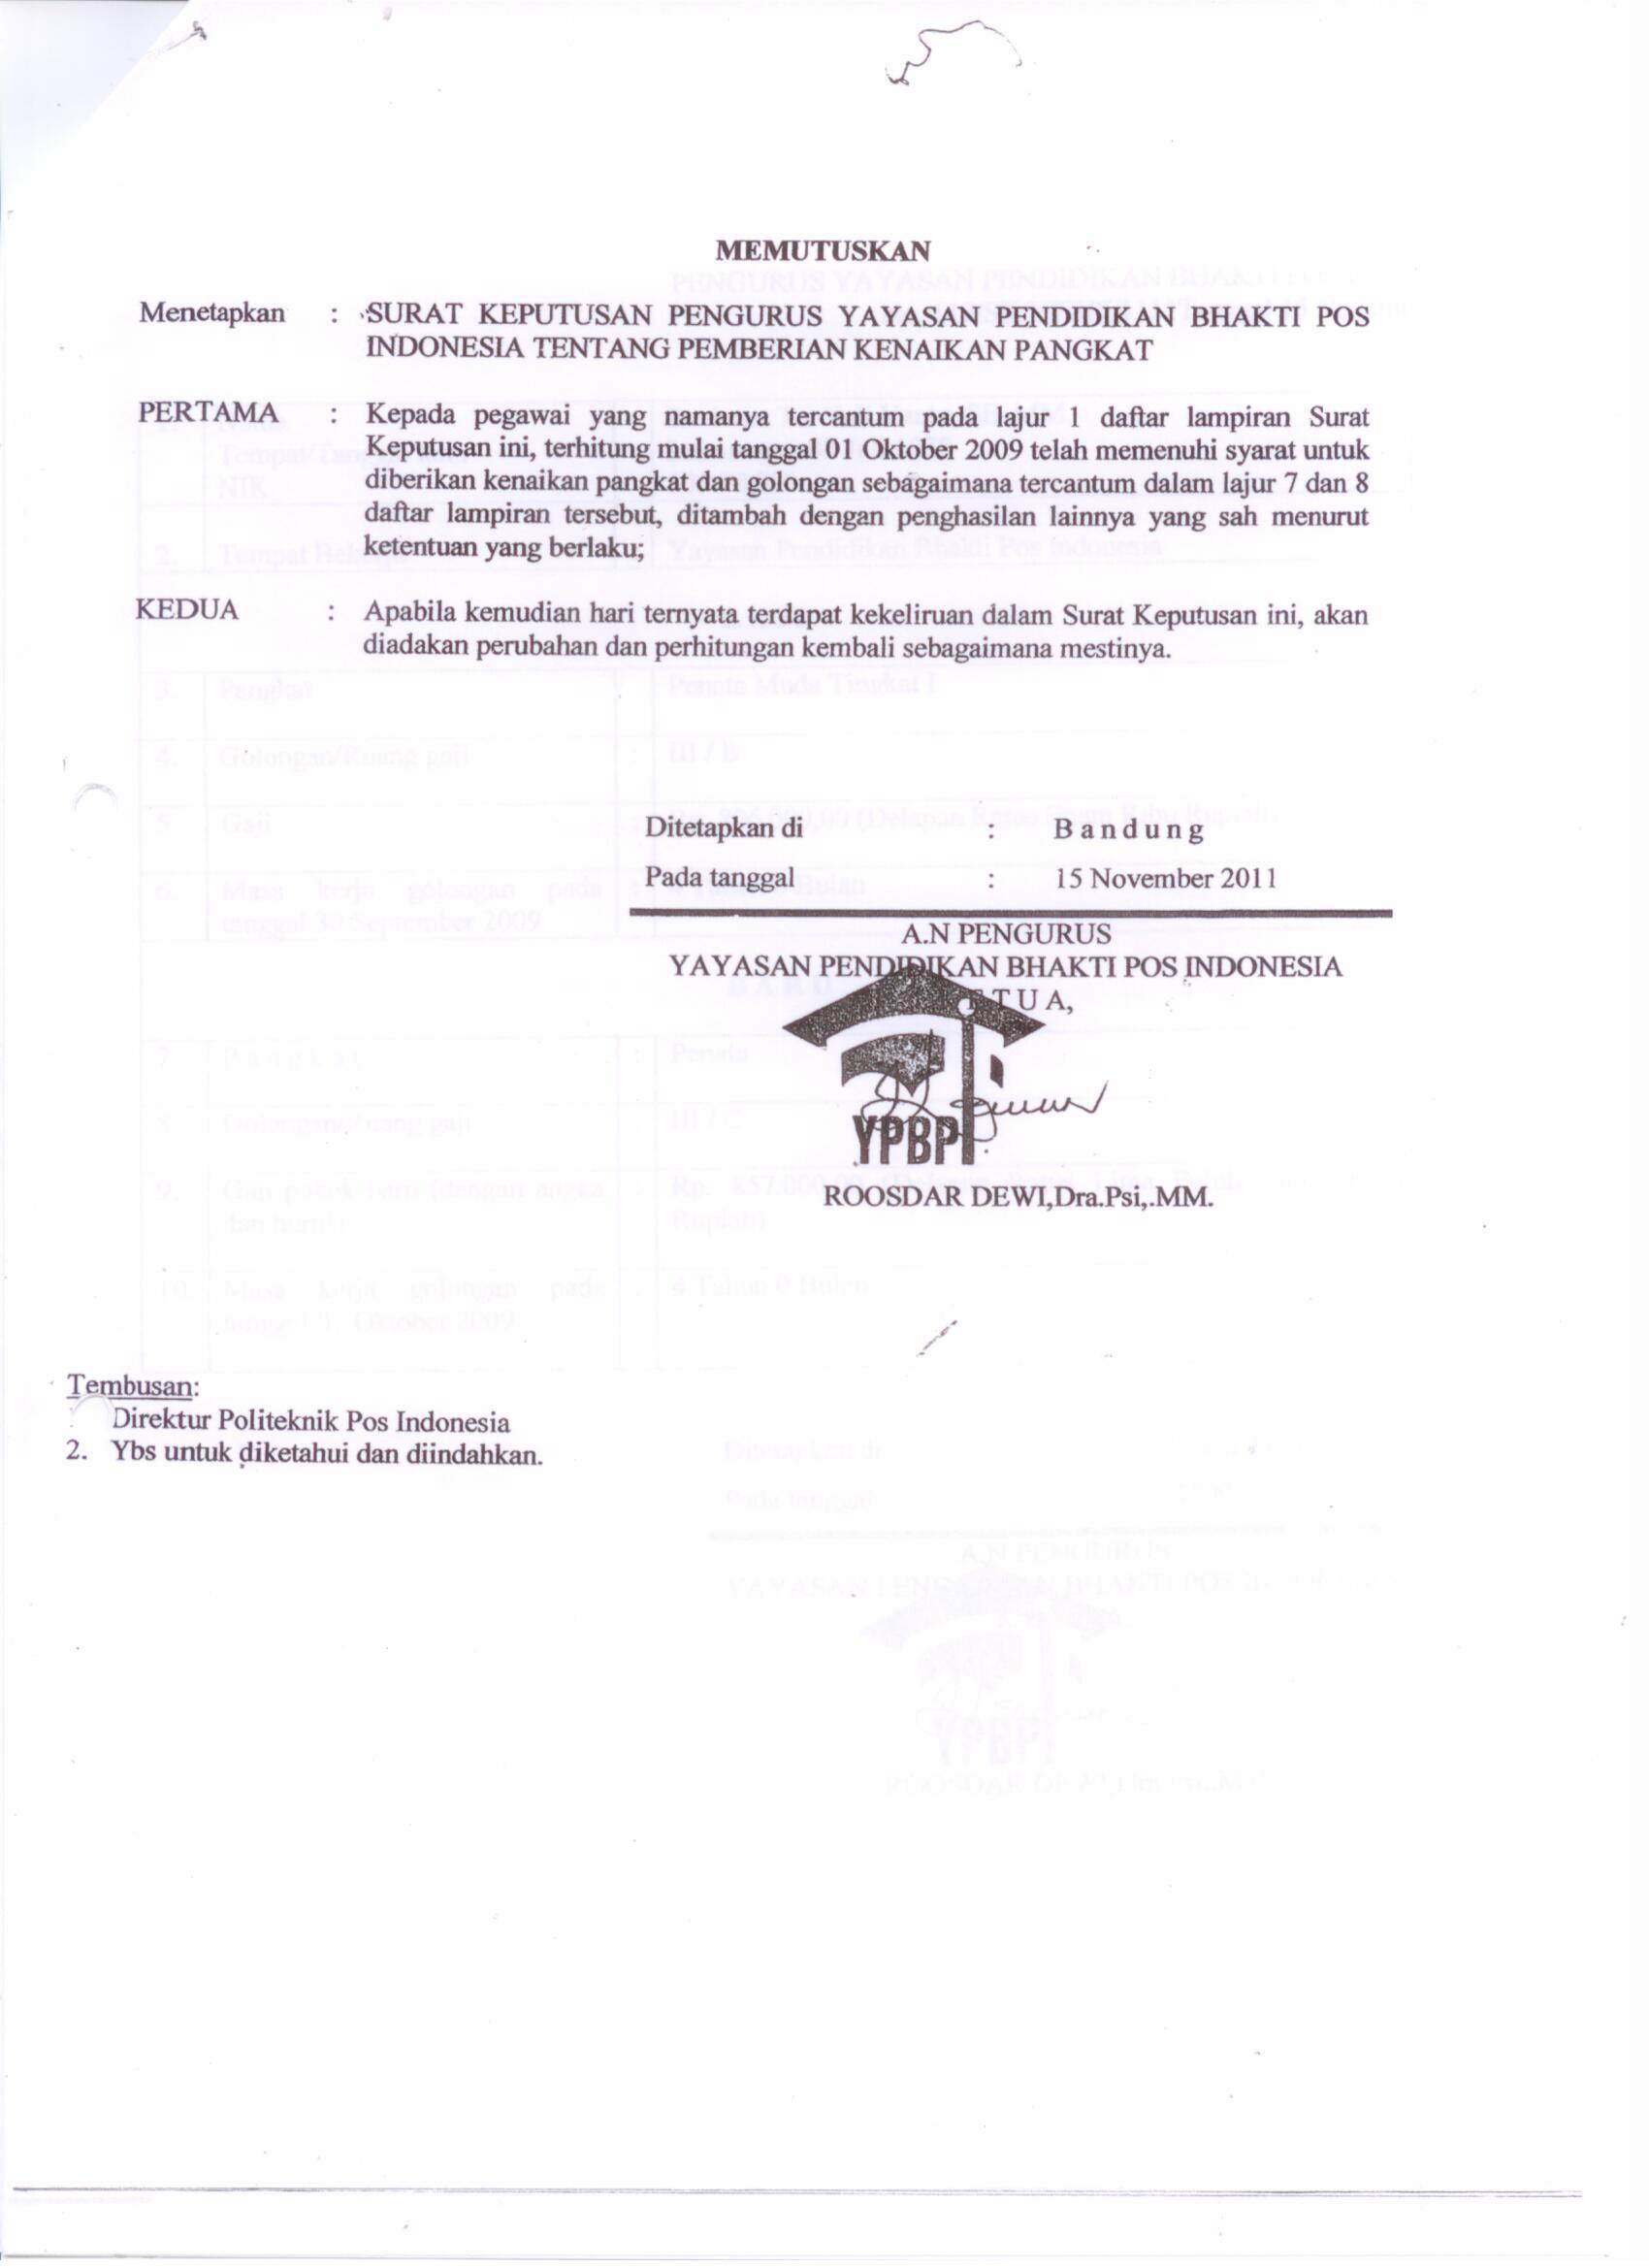 MEMUTUSKAN
Menetapkan : SURAT KEPUTUSAN PENGURUS YAYASAN PENDIDIKAN BHAKTI POS
INDONESIA TENTANG PEMBERIAN KENAIKAN PANGKAT
PERTAMA : Kepada pegawai yang namanya tercantum pada lajur 1 daftar lampiran Surat
Keputusan ini, terhitung mulai tanggal 01 Oktober 2009 telah memenuhi syarat untuk
diberikan kenaikan pangkat dan golongan sebagaimana tercantum dalam lajur 7 dan 8
daftar lampiran tersebut, ditambah dengan penghasilan lainnya yang sah menurut
ketentuan yang berlaku;
KEDUA : Apabila kemudian hari ternyata terdapat kekeliruan dalam Surat Keputusan ini, akan
diadakan perubahan dan perhitungan kembali sebagaimana mestinya.
Ditetapkan di : B a n d u n g
Pada tanggal : 15 November 2011
A.N PENGURUS
YAYASAN PENDIDIKAN BHAKTI POS INDONESIA
T U A,
YPBPI
ROOSDAR DEWI,Dra.Psi,.MM.
Tembusan:
Direktur Politeknik Pos Indonesia
2. Ybs untuk diketahui dan diindahkan.